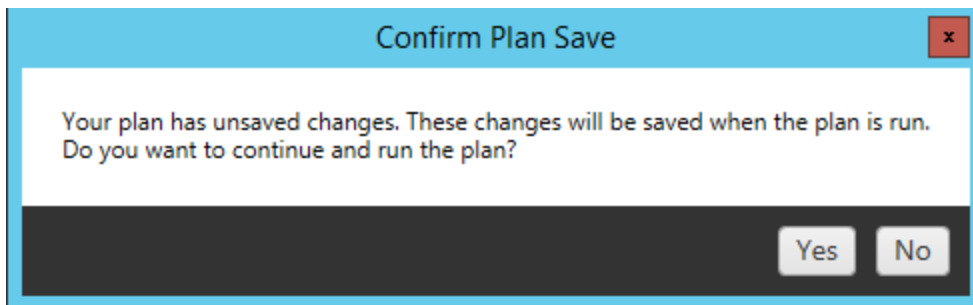 Confirm Plan Save
x
Your plan has unsaved changes. These changes will be saved when the plan is run.
Do you want to continue and run the plan?
Yes No